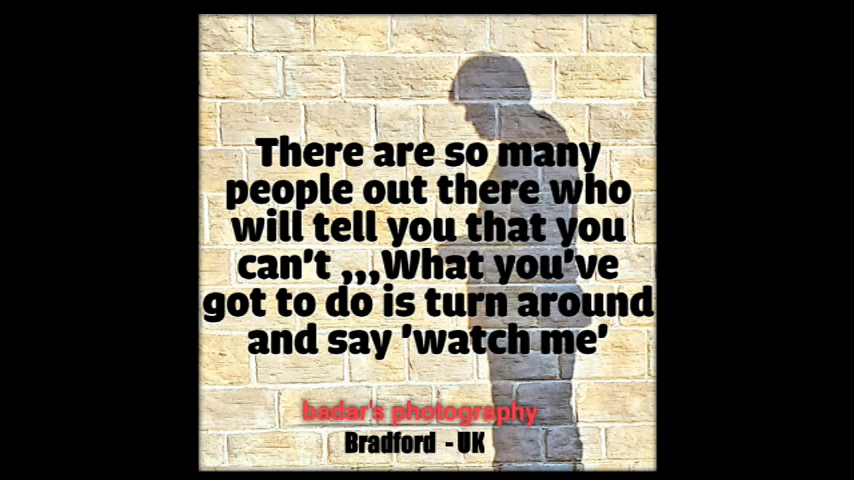 There are so many
people out there who
will tell you that you
can't ,,,What you've
got to do is turn around
and say 'watch me'
badar's photography
Bradford - UK